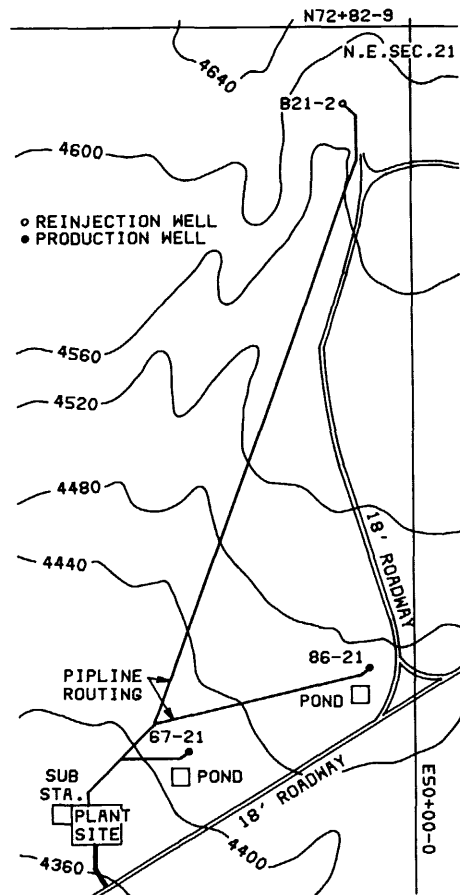 N72+82-9
N.E.SEC.21
4640
B21-2
4600
REINJECTION WELL
PRODUCTION WELL
4560
4520
4480
18' ROADWAY
4440
86-21
PIPLINE
ROUTING
POND
67-21
POND
SUB
STA.
PLANT
SITE
18' ROADWAY
E50+00-0
4400
4360